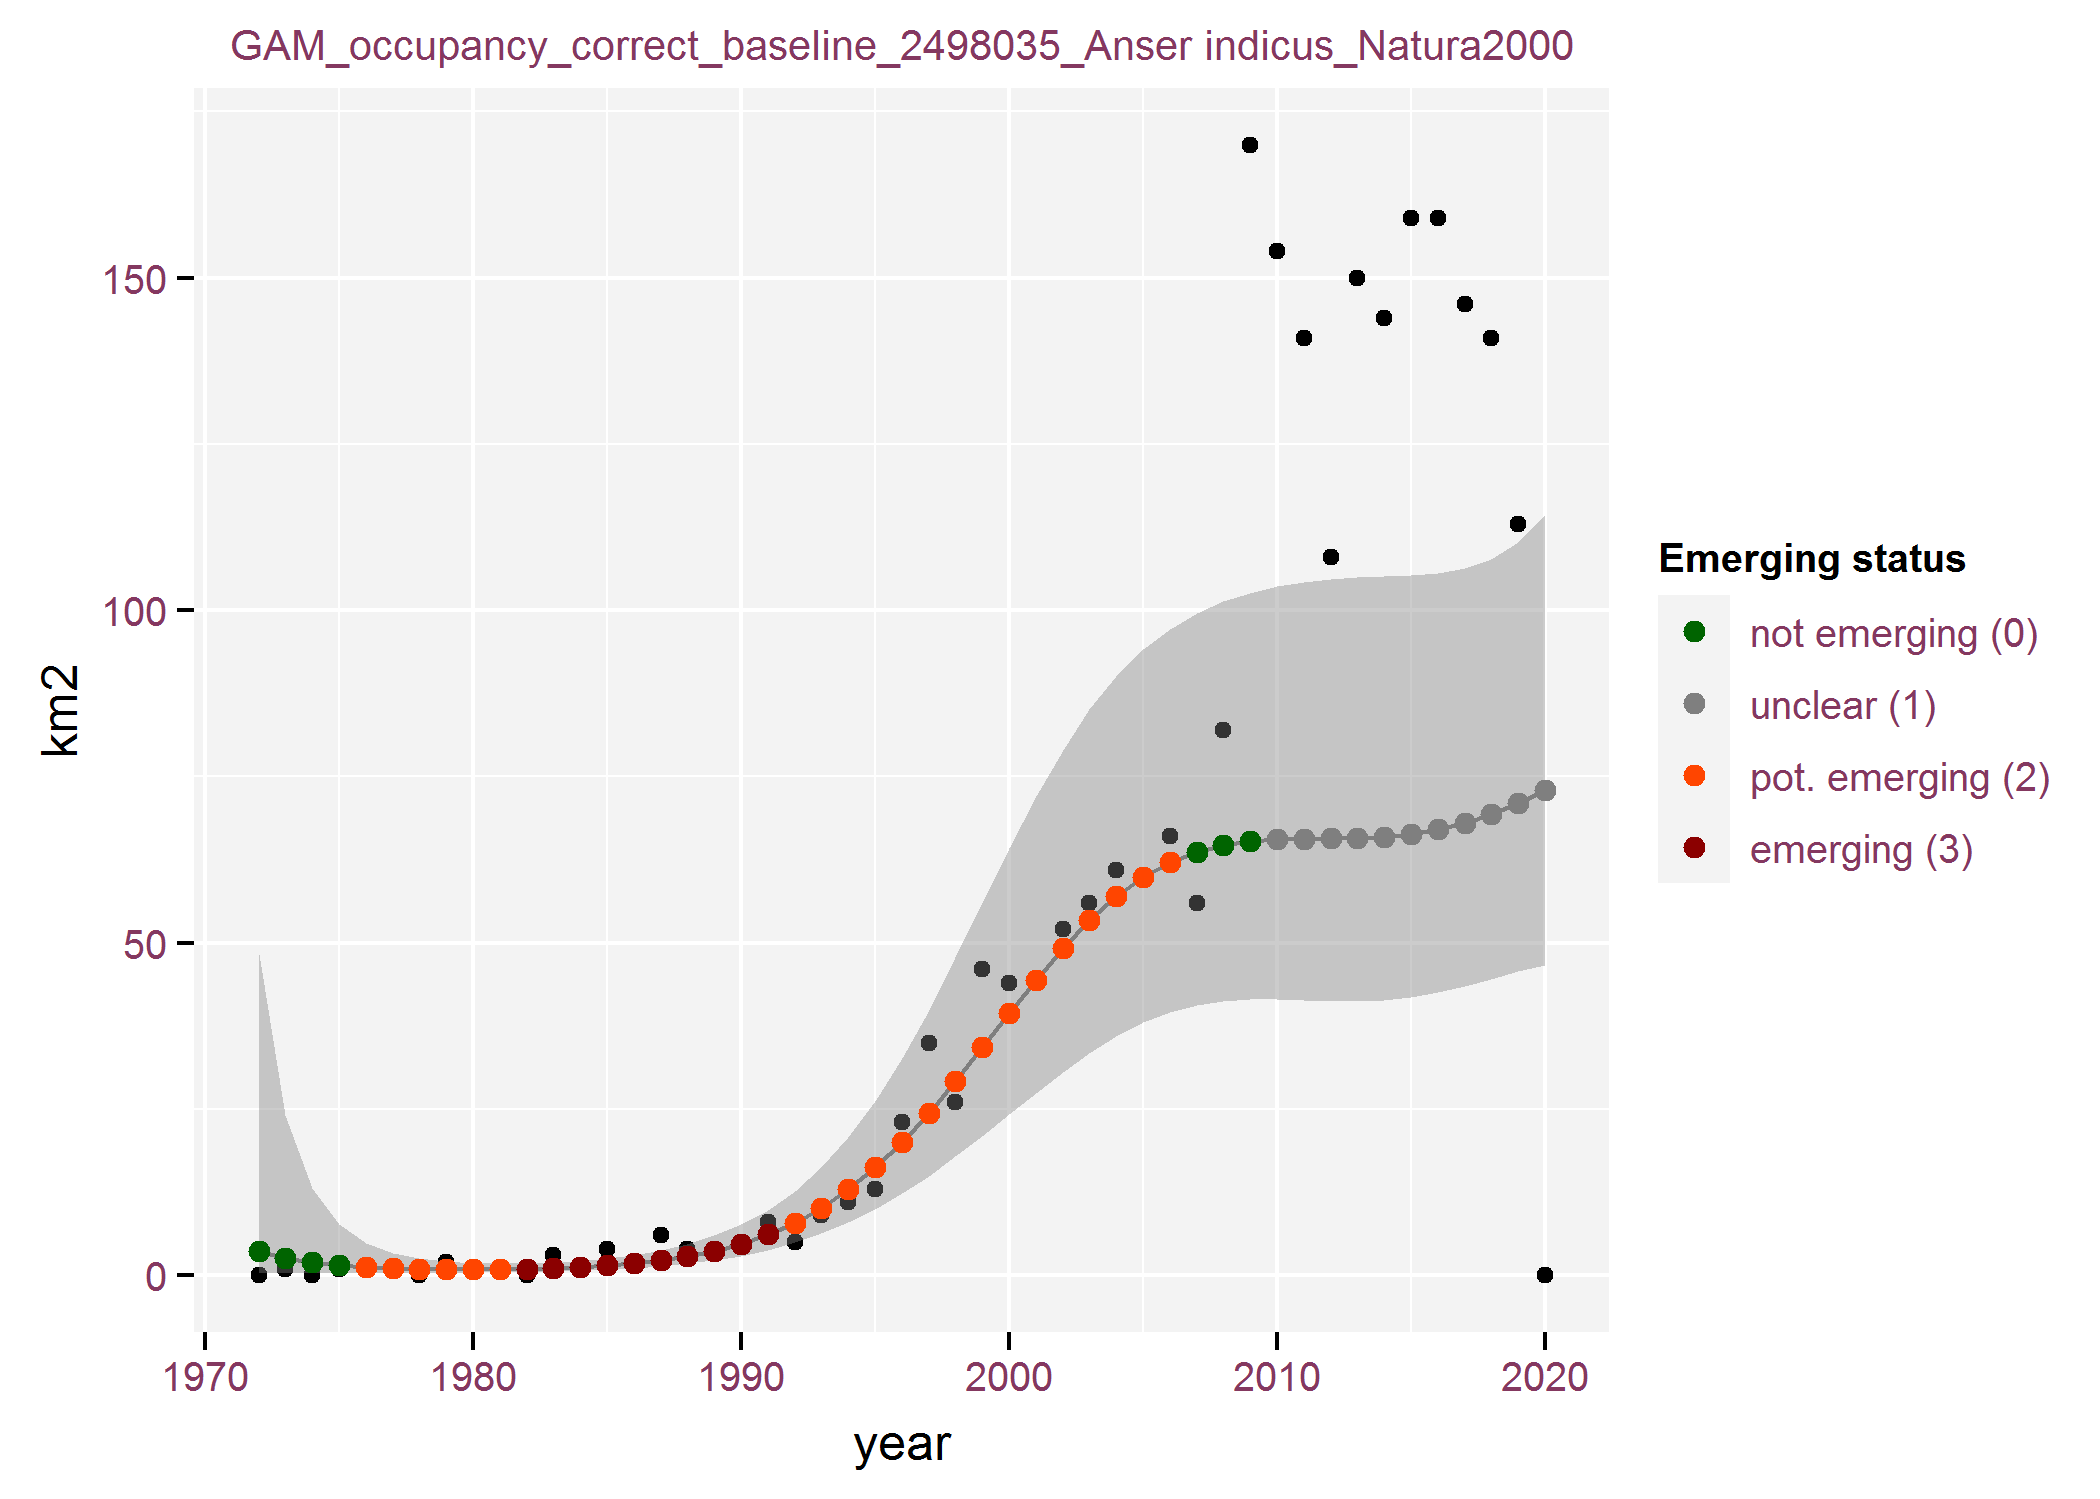 GAM_occupancy_correct_baseline_2498035_Anser indicus_Natura2000
150
100
50
0
km2
1970 1980 1990 2000 2010 2020
year
Emerging status
not emerging (0)
unclear (1)
pot. emerging (2)
emerging (3)